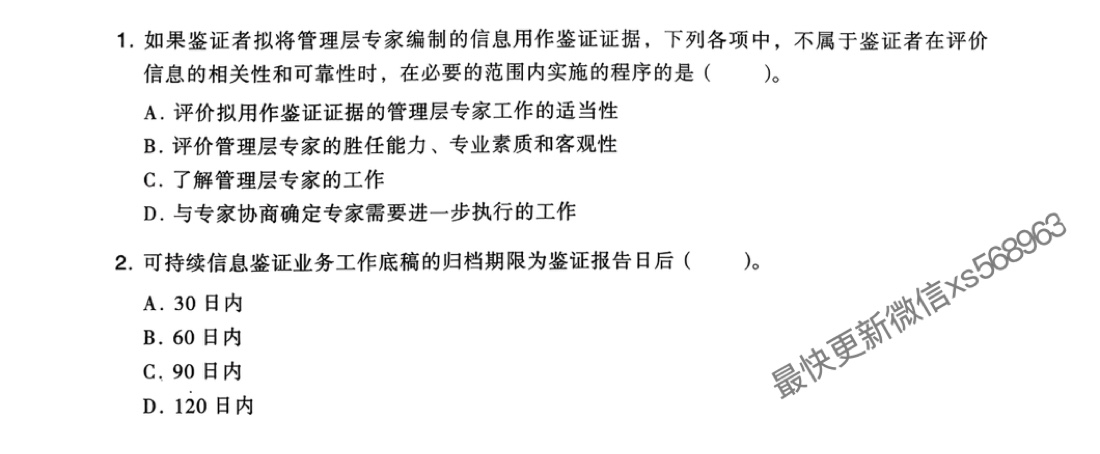 1. 如果鉴证者拟将管理层专家编制的信息用作鉴证证据，下列各项中，不属于鉴证者在评价
信息的相关性和可靠性时，在必要的范围内实施的程序的是（　　）。
A. 评价拟用作鉴证证据的管理层专家工作的适当性
B. 评价管理层专家的胜任能力、专业素质和客观性
C. 了解管理层专家的工作
D. 与专家协商确定专家需要进一步执行的工作
2. 可持续信息鉴证业务工作底稿的归档期限为鉴证报告日后（　　）。
A. 30 日内
B. 60 日内
C. 90 日内
D. 120 日内
最快更新微信xs568963